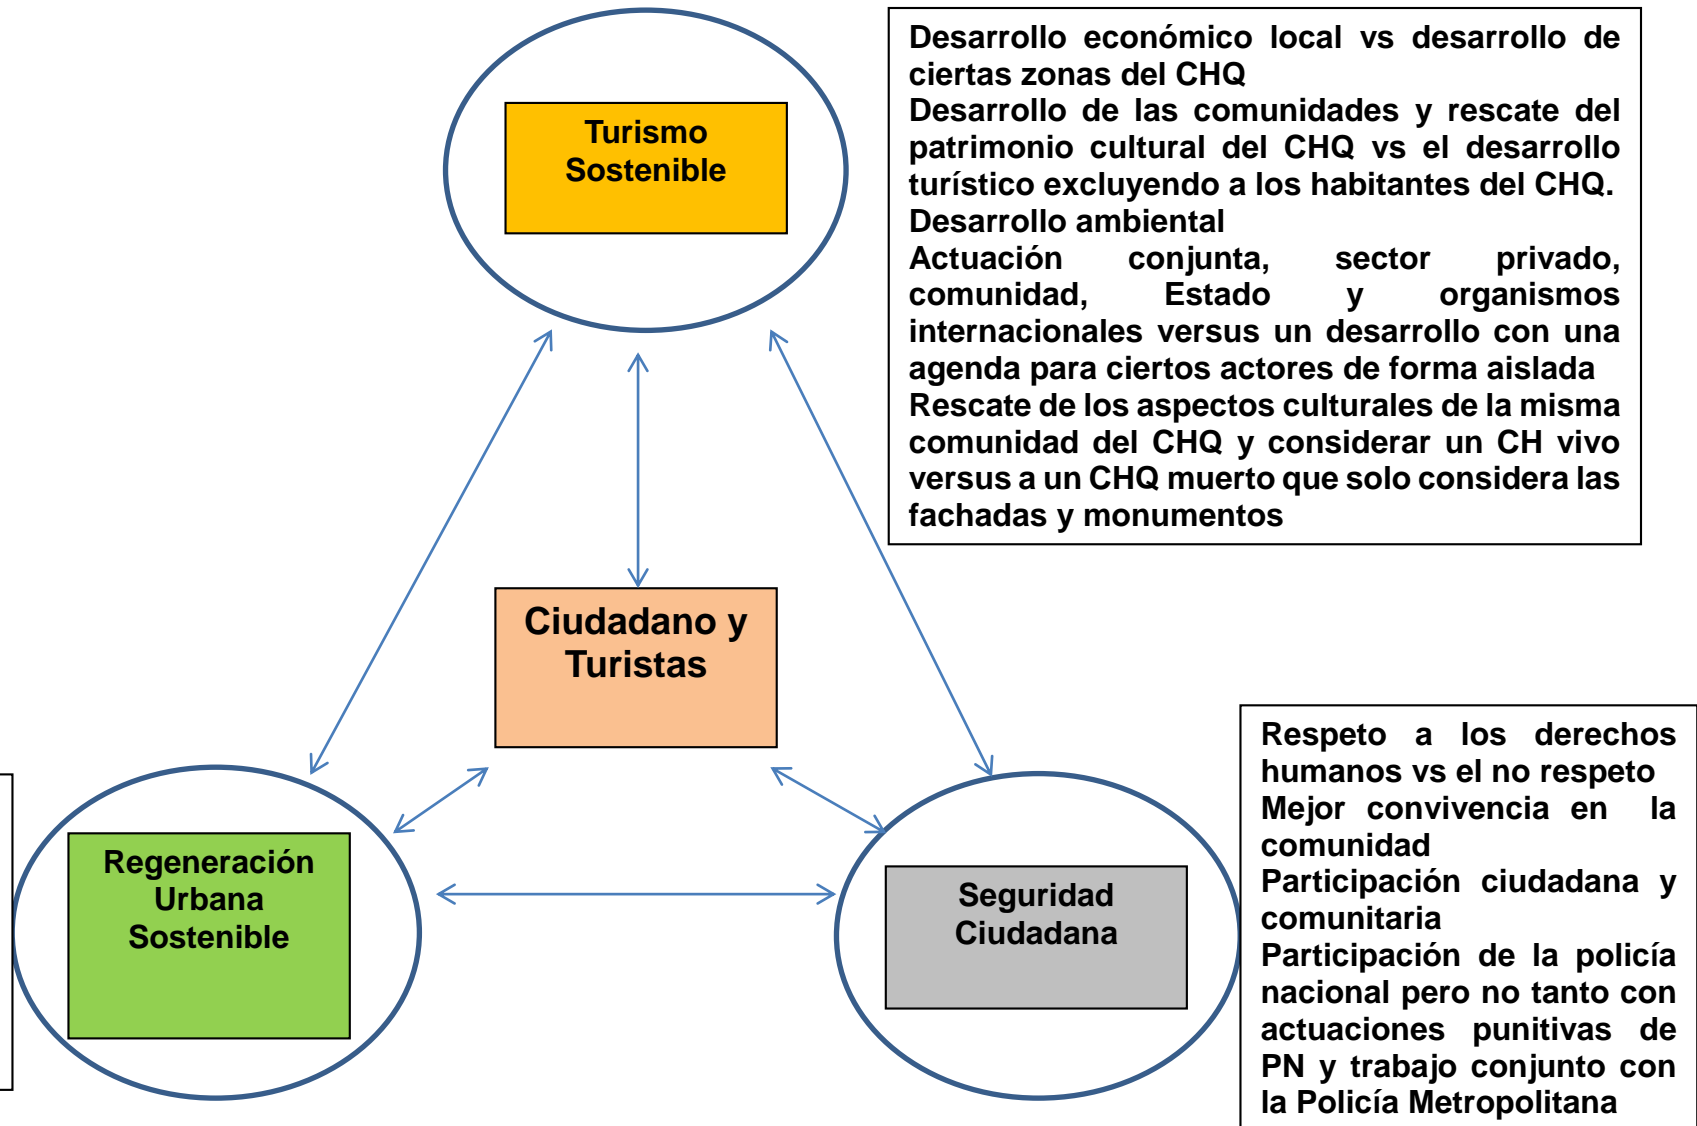 Turismo
Sostenible
Desarrollo económico local vs desarrollo de
ciertas zonas del CHQ
Desarrollo de las comunidades y rescate del
patrimonio cultural del CHQ vs el desarrollo
turístico excluyendo a los habitantes del CHQ.
Desarrollo ambiental
Actuación conjunta, sector privado,
comunidad, Estado y organismos
internacionales versus un desarrollo con una
agenda para ciertos actores de forma aislada
Rescate de los aspectos culturales de la misma
comunidad del CHQ y considerar un CH vivo
versus a un CHQ muerto que solo considera las
fachadas y monumentos
Ciudadano y
Turistas
Regeneración
Urbana
Sostenible
Seguridad
Ciudadana
Respeto a los derechos
humanos vs el no respeto
Mejor convivencia en la
comunidad
Participación ciudadana y
comunitaria
Participación de la policía
nacional pero no tanto con
actuaciones punitivas de
PN y trabajo conjunto con
la Policía Metropolitana